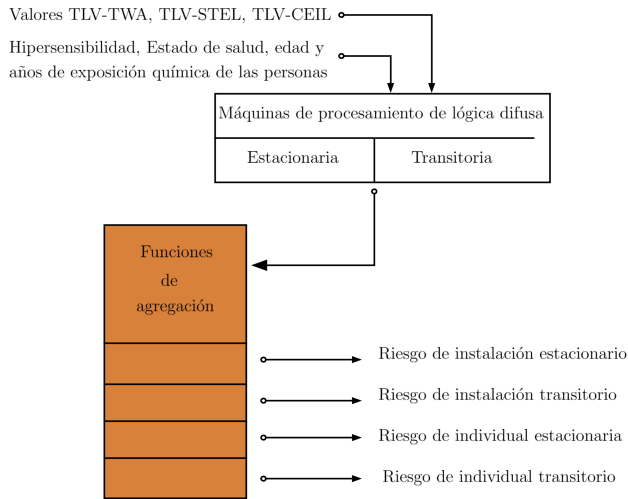 Valores TLV-TWA, TLV-STEL, TLV-CEIL
Hipersensibilidad, Estado de salud, edad y
años de exposición química de las personas
Máquinas de procesamiento de lógica difusa
Estacionaria
Transitoria
Funciones
de
agregación
Riesgo de instalación estacionario
Riesgo de instalación transitorio
Riesgo de individual estacionaria
Riesgo de individual transitorio